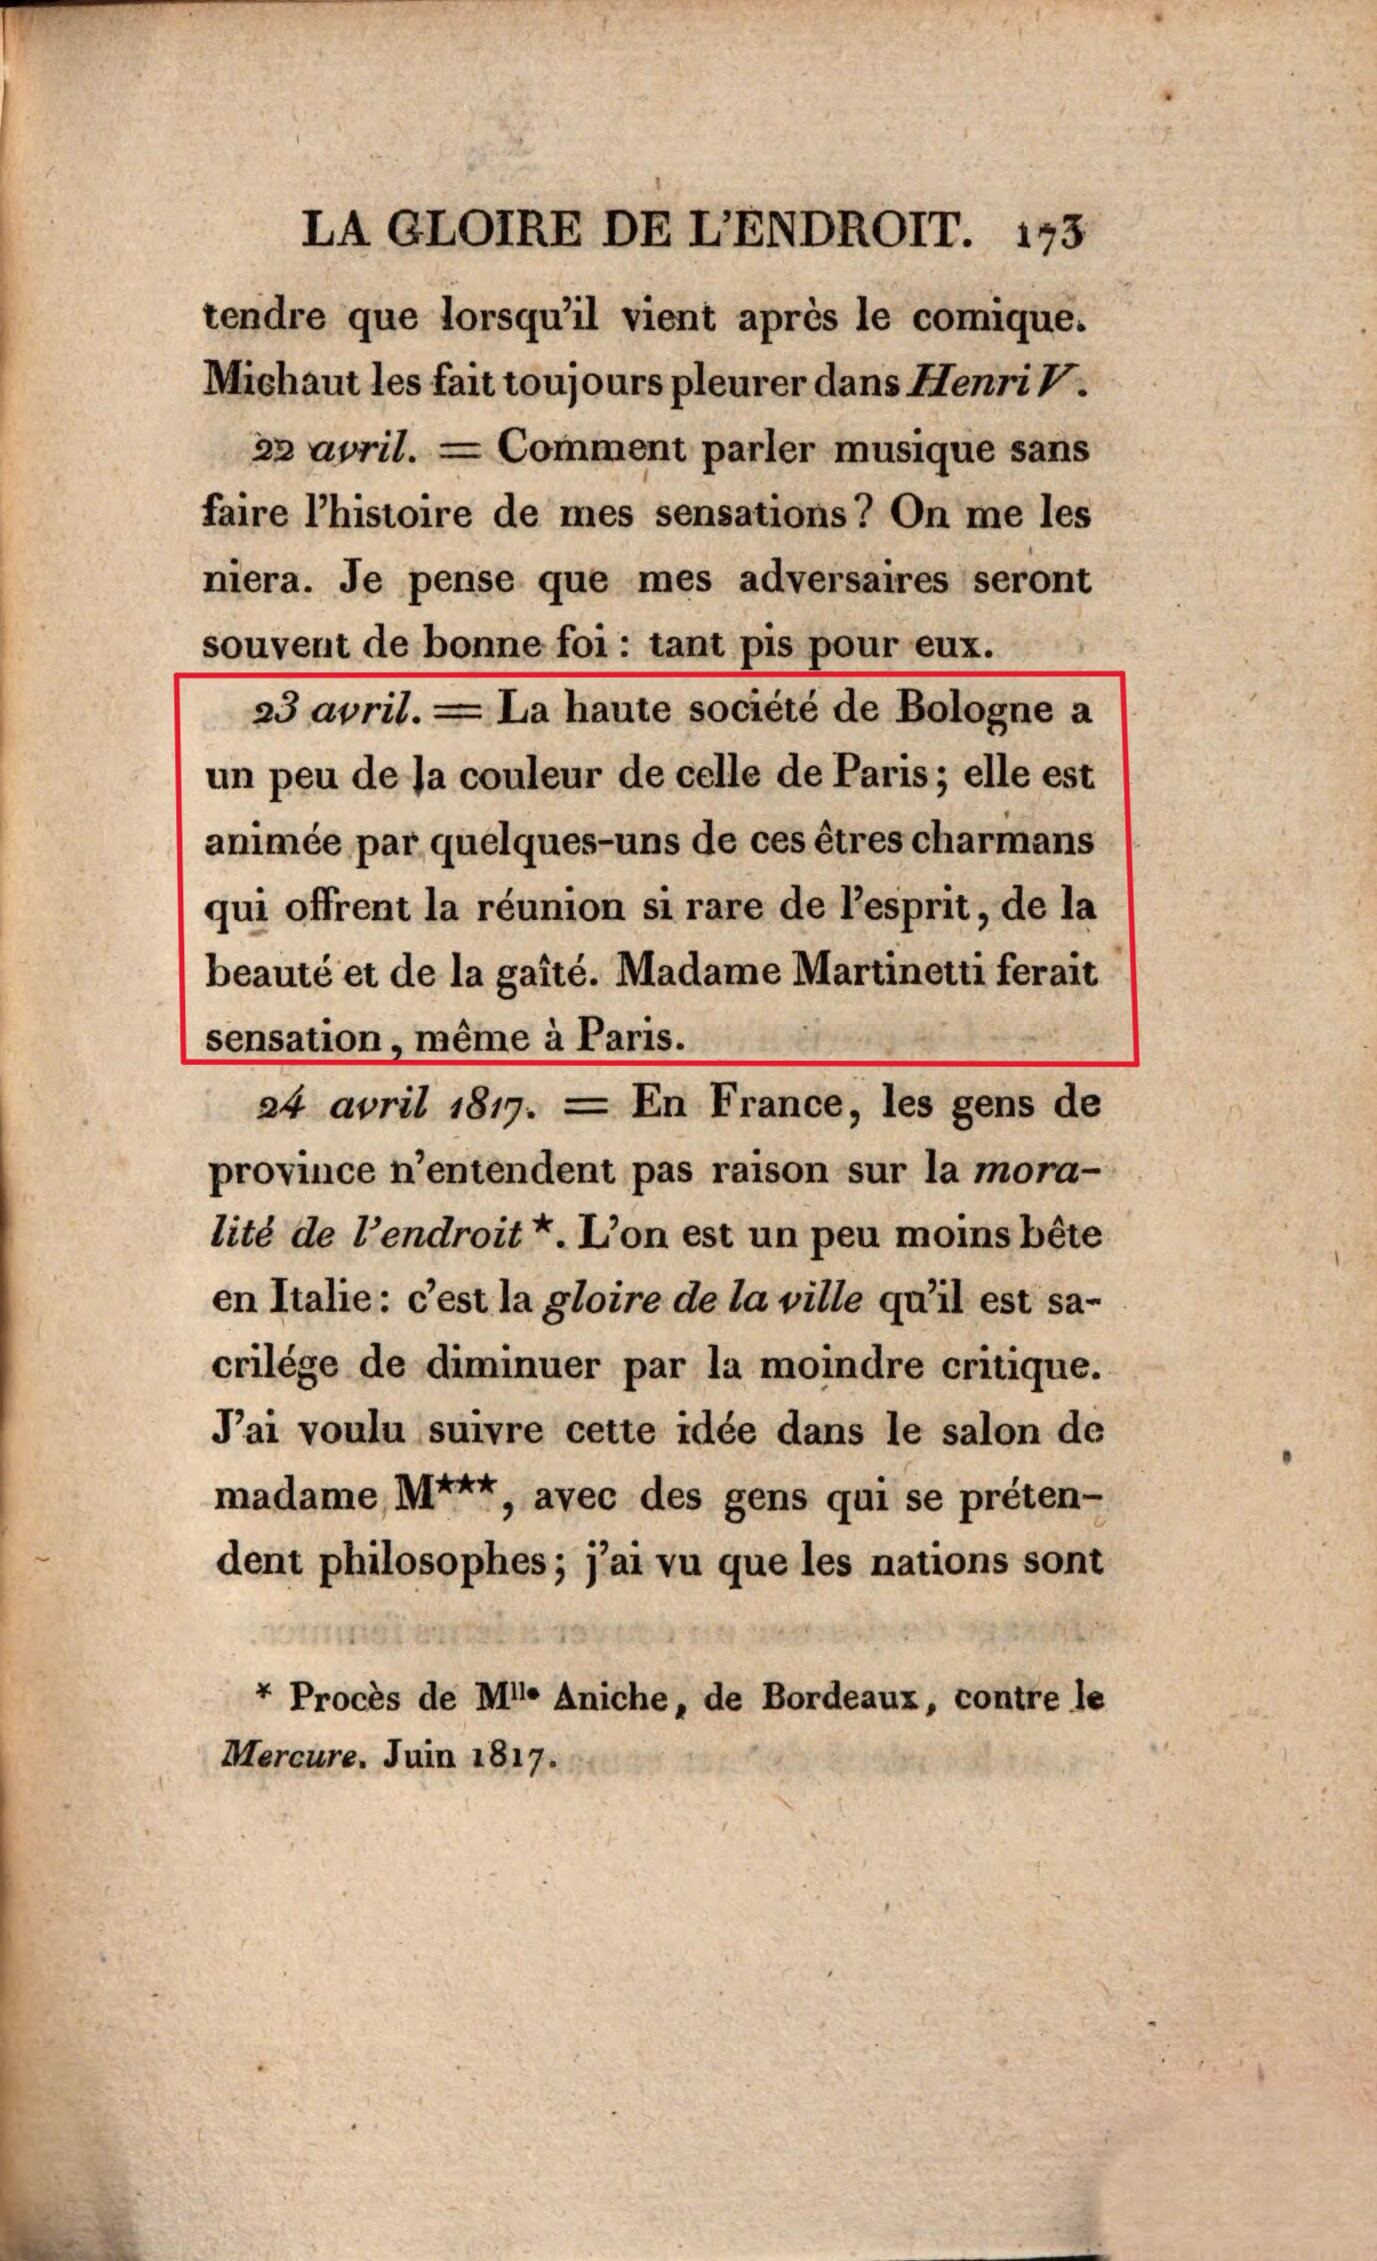 LA GLOIRE DE L'ENDROIT. 173
tendre que lorsqu'il vient après le comique.
Michaut les fait toujours pleurer dans Henri V.
22 avril. = Comment parler musique sans
faire l'histoire de mes sensations? On me les
niera. Je pense que mes adversaires seront
souvent de bonne foi : tant pis pour eux.
23 avril. = La haute société de Bologne a
un peu de la couleur de celle de Paris; elle est
animée par quelques-uns de ces êtres charmans
qui offrent la réunion si rare de l'esprit, de la
beauté et de la gaîté. Madame Martinetti ferait
sensation, même à Paris.
24 avril 1817. = En France, les gens de
province n'entendent pas raison sur la mora-
lité de l'endroit *. L'on est un peu moins bête
en Italie : c'est la gloire de la ville qu'il est sa-
crilége de diminuer par la moindre critique.
J'ai voulu suivre cette idée dans le salon de
madame M***, avec des gens qui se préten-
dent philosophes; j'ai vu que les nations sont
* Procès de Mlle Aniche, de Bordeaux, contre le
Mercure. Juin 1817.